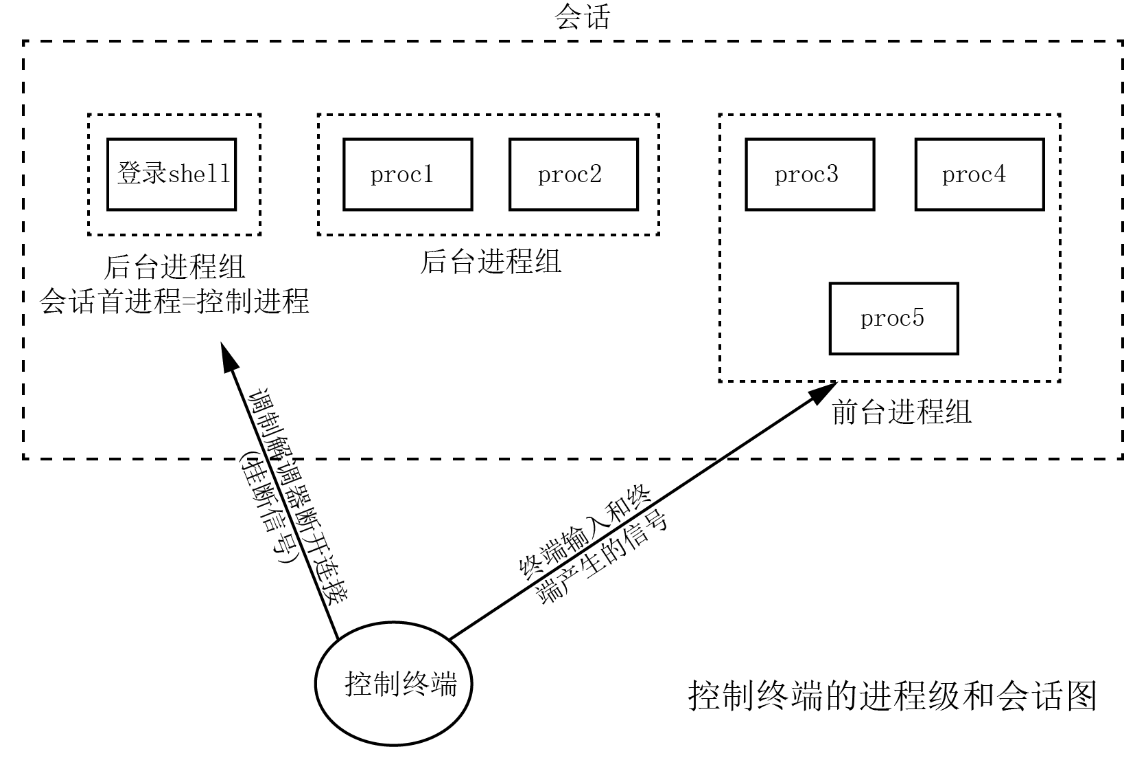 会话
登录shell
proc1
proc2
proc3
proc4
后台进程组
会话首进程=控制进程
后台进程组
proc5
前台进程组
调制解调器断开连接
(挂断信号)
终端输入和终
端产生的信号
控制终端
控制终端的进程级和会话图